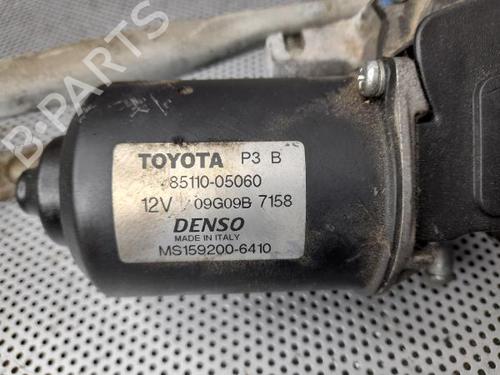 B-PARTS
TOYOTA P3 B
85110-05060
12V 09G09B 7158
DENSO
MADE IN ITALY
MS159200-6410